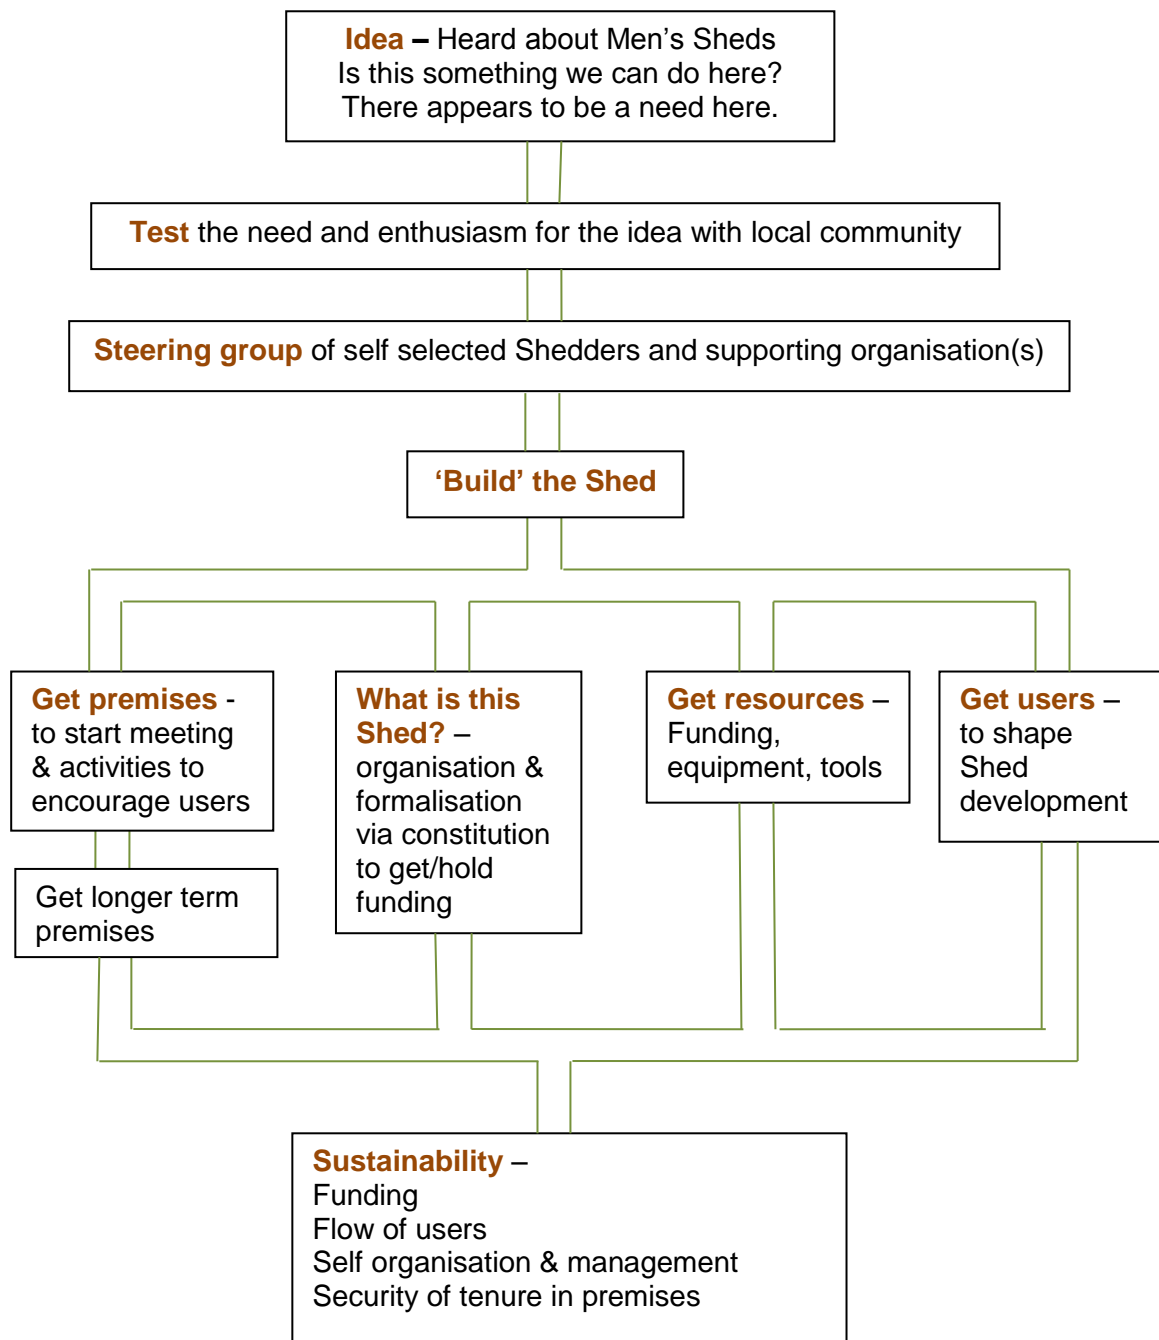 Idea – Heard about Men’s Sheds
Is this something we can do here?
There appears to be a need here.
Test the need and enthusiasm for the idea with local community
Steering group of self selected Shedders and supporting organisation(s)
‘Build’ the Shed
Get premises -
to start meeting
& activities to
encourage users
Get longer term
premises
What is this
Shed? –
organisation &
formalisation
via constitution
to get/hold
funding
Get resources –
Funding,
equipment, tools
Get users –
to shape
Shed
development
Sustainability –
Funding
Flow of users
Self organisation & management
Security of tenure in premises